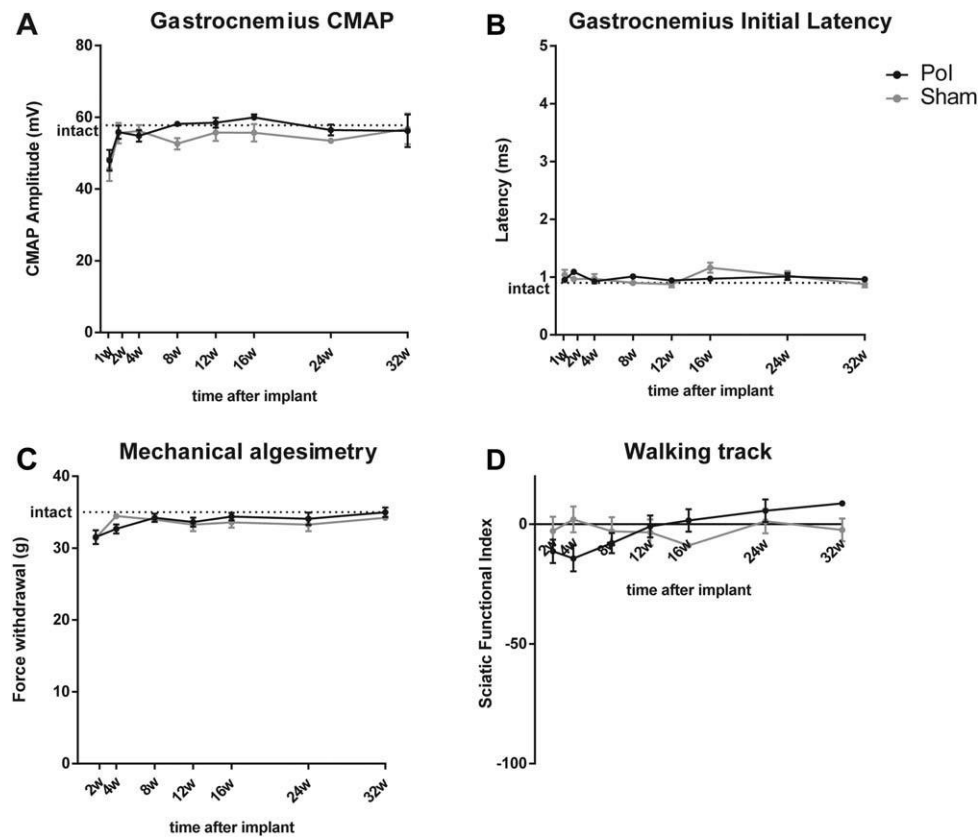 A
Gastrocnemius CMAP
80
60
intact
40
20
0
CMAP Amplitude (mV)
1w 2w 4w 8w 12w 16w 24w 32w
time after implant
B
Gastrocnemius Initial Latency
5
4
3
2
1
intact
0
Latency (ms)
1w 2w 4w 8w 12w 16w 24w 32w
time after implant
PoI
Sham
C
Mechanical algesimetry
40
intact
30
35
10
0
Force withdrawal (g)
2w 4w 8w 12w 16w 24w 32w
time after implant
D
Walking track
0
-50
-100
Sciatic Functional Index
2w 4w 8w 12w 16w 24w 32w
time after implant